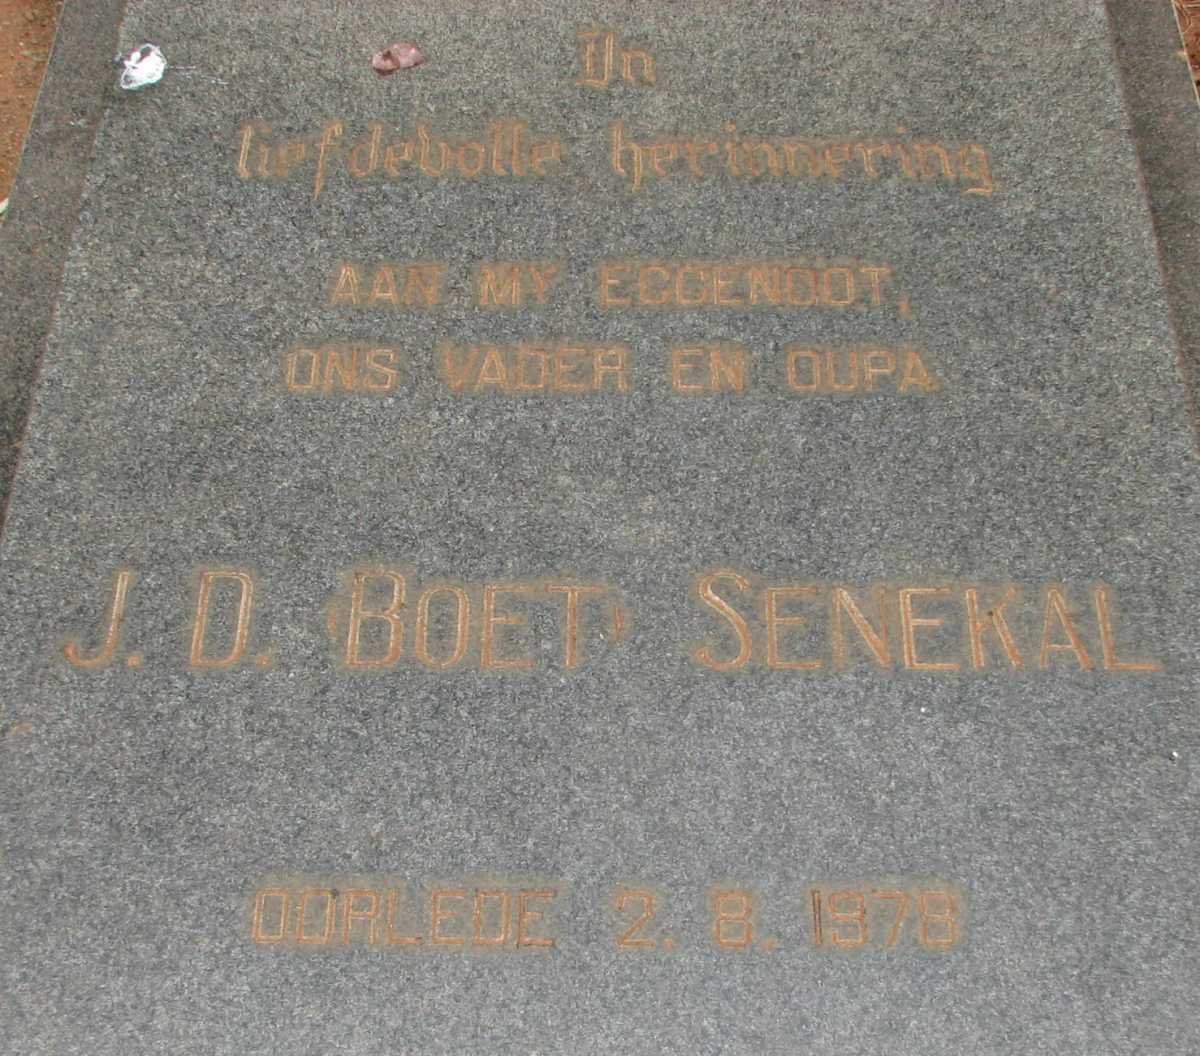 In
liefdevolle herinnering
AAN MY EGGENOOT,
ONS VADER EN OUPA
J. D. (BOET) SENEKAL
OORLEDE 2. 8. 1978